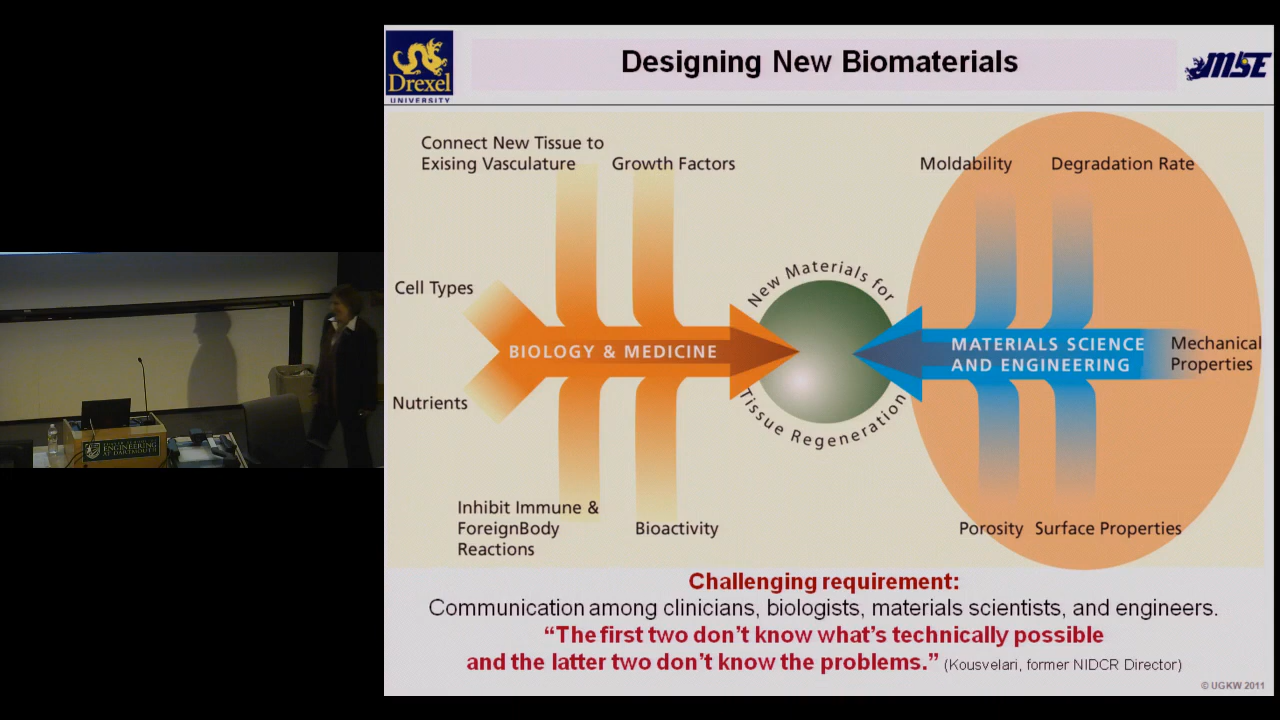 Drexel
UNIVERSITY
Designing New Biomaterials
MSE
Connect New Tissue to
Exising Vasculature
Growth Factors
Moldability
Degradation Rate
Cell Types
New Materials for
BIOLOGY & MEDICINE
MATERIALS SCIENCE
AND ENGINEERING
Mechanical
Properties
Nutrients
Tissue Regeneration
Inhibit Immune &
ForeignBody
Reactions
Bioactivity
Porosity
Surface Properties
ENGINEERING
AT DARTMOUTH
Challenging requirement:
Communication among clinicians, biologists, materials scientists, and engineers.
“The first two don’t know what’s technically possible
and the latter two don’t know the problems.” (Kousvelari, former NIDCR Director)
© UGKW 2011